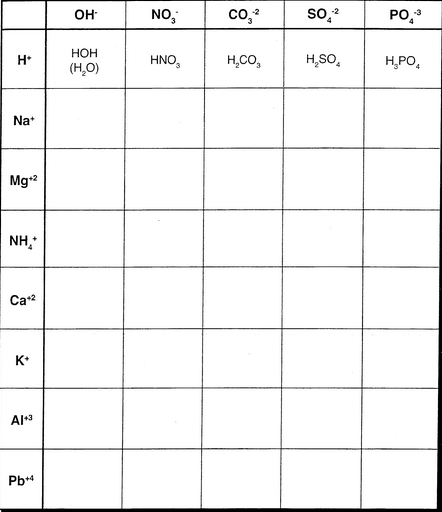 OH⁻ NO₃⁻ CO₃⁻² SO₄⁻² PO₄⁻³
H⁺ HOH HNO₃ H₂CO₃ H₂SO₄ H₃PO₄
(H₂O)
Na⁺
Mg⁺²
NH₄⁺
Ca⁺²
K⁺
Al⁺³
Pb⁺⁴